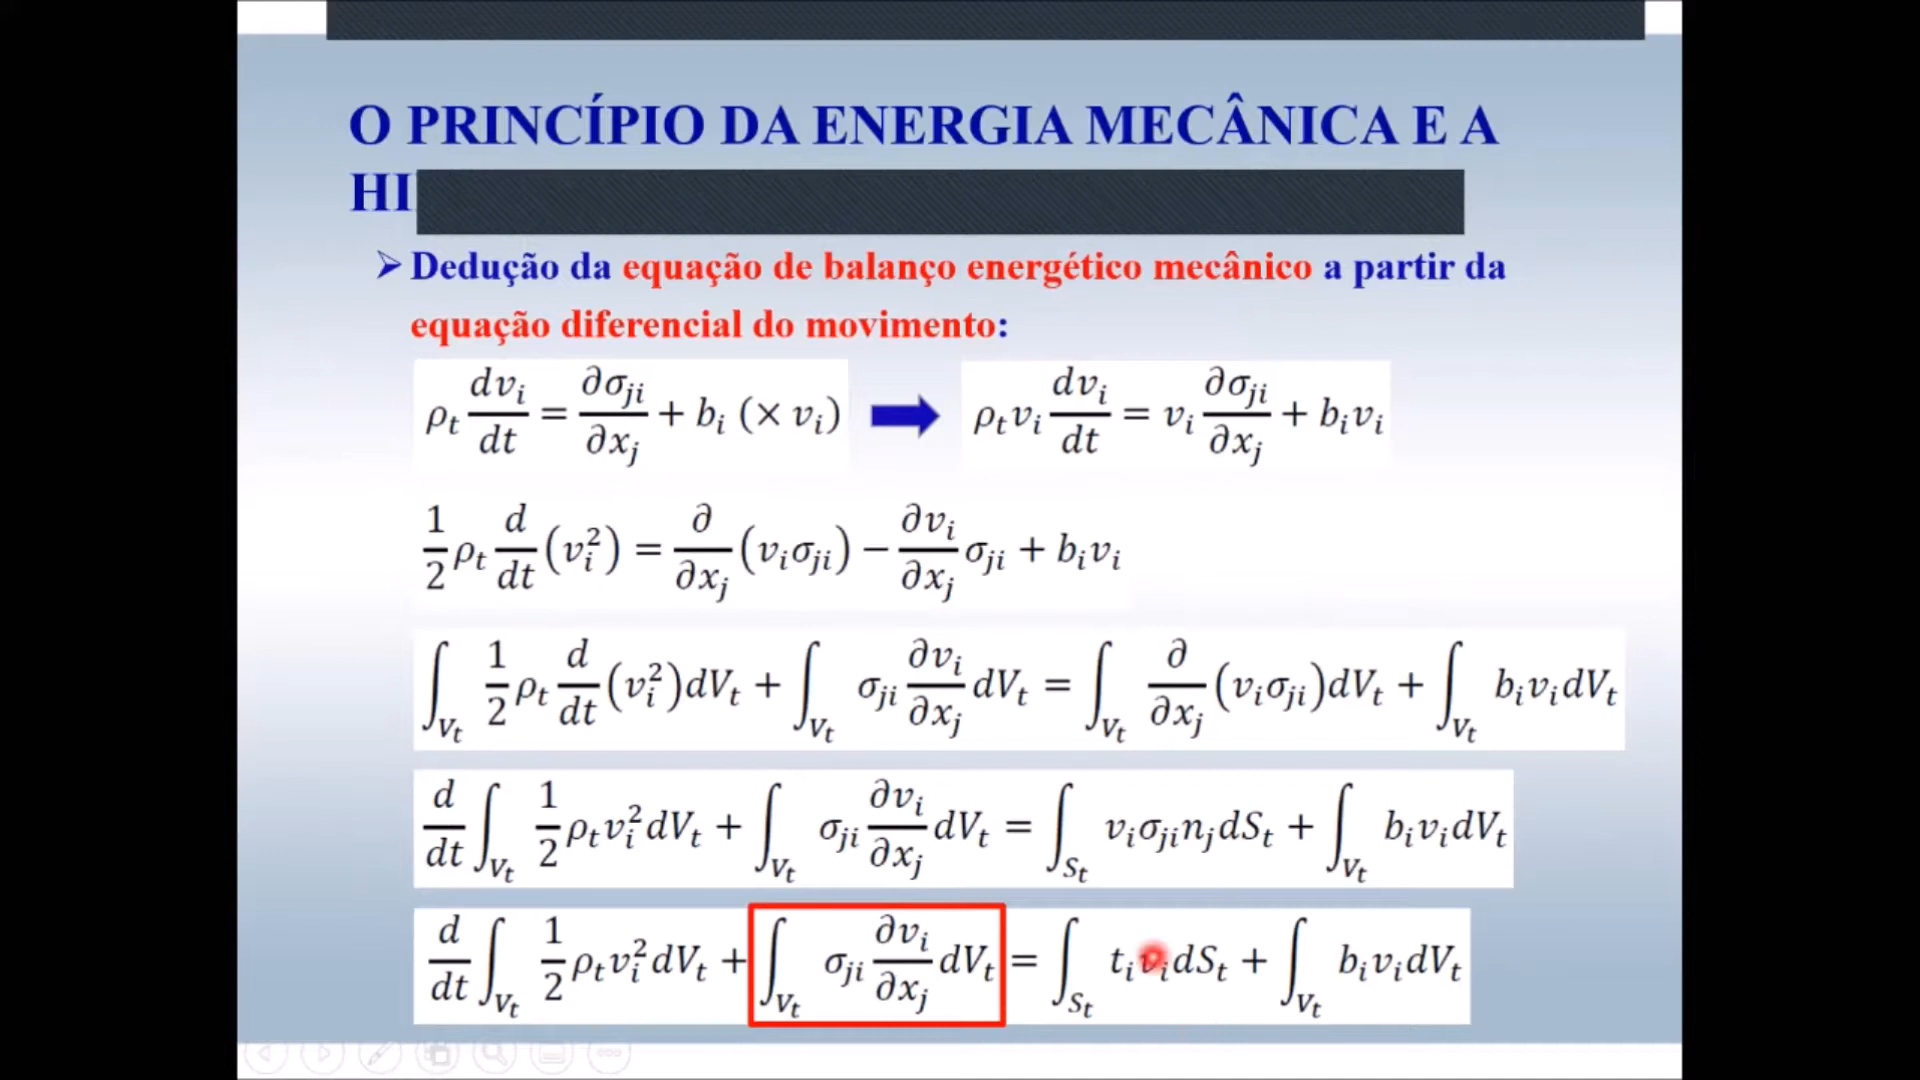 O PRINCÍPIO DA ENERGIA MECÂNICA E A
HI
➢ Dedução da equação de balanço energético mecânico a partir da
equação diferencial do movimento:
ρ_t dv_i/dt = ∂σ_ji/∂x_j + b_i (× v_i) ➡ ρ_t v_i dv_i/dt = v_i ∂σ_ji/∂x_j + b_i v_i
1/2 ρ_t d/dt (v_i^2) = ∂/∂x_j (v_i σ_ji) − ∂v_i/∂x_j σ_ji + b_i v_i
∫_{V_t} 1/2 ρ_t d/dt (v_i^2) dV_t + ∫_{V_t} σ_ji ∂v_i/∂x_j dV_t = ∫_{V_t} ∂/∂x_j (v_i σ_ji) dV_t + ∫_{V_t} b_i v_i dV_t
d/dt ∫_{V_t} 1/2 ρ_t v_i^2 dV_t + ∫_{V_t} σ_ji ∂v_i/∂x_j dV_t = ∫_{S_t} v_i σ_ji n_j dS_t + ∫_{V_t} b_i v_i dV_t
d/dt ∫_{V_t} 1/2 ρ_t v_i^2 dV_t + ∫_{V_t} σ_ji ∂v_i/∂x_j dV_t = ∫_{S_t} t_i v_i dS_t + ∫_{V_t} b_i v_i dV_t